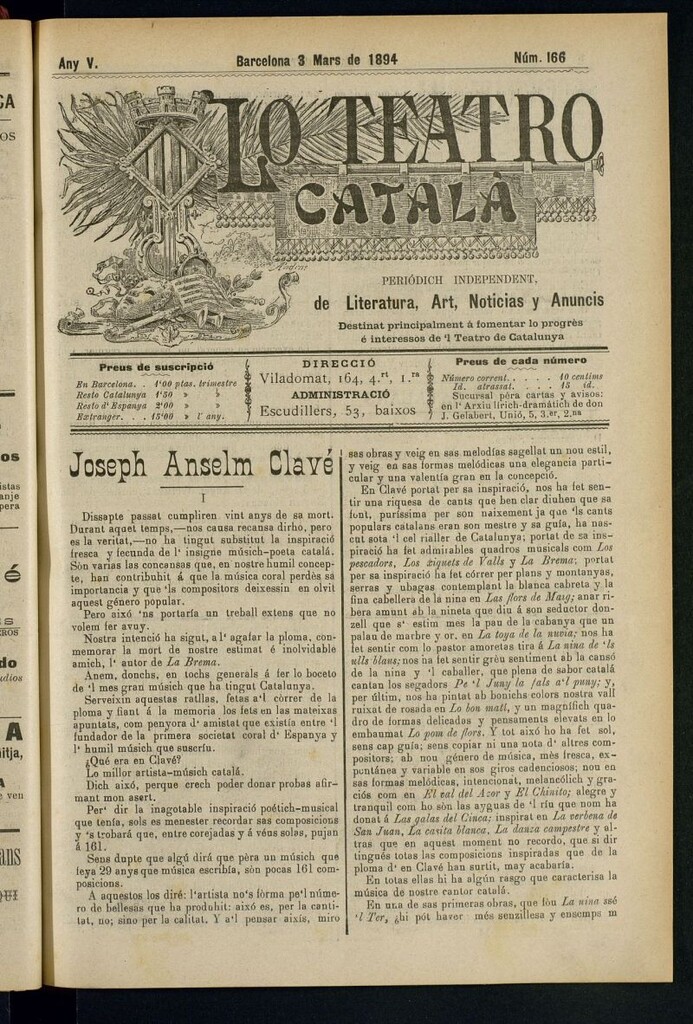 Any V.
Barcelona 3 Mars de 1894
Núm. 166
LO TEATRO
CATALÀ
PERIÓDICH INDEPENDENT,
de Literatura, Art, Noticias y Anuncis
Destinat principalment á fomentar lo progrès
é interessos de 'l Teatro de Catalunya
Preus de suscripció
En Barcelona. . 1'00 ptas. trimestre
Resto Catalunya 1'50 » »
Resto d' Espanya 2'00 » »
Extranger. . . 15'00 » l' any.
DIRECCIÓ
Viladomat, 164, 4.rt, 1.ra
ADMINISTRACIÓ
Escudillers, 53, baixos
Preus de cada número
Número corrent. . . . . 10 centims
Id. atrassat. . . . . 15 id.
Sucursal pera cartas y avisos:
en l' Arxiu lírich-dramátich de don
J. Gelabert, Unió, 5, 3.er, 2.na
Joseph Anselm Clavé
I
Dissapte passat cumpliren vint anys de sa mort.
Durant aquet temps,—nos causa recansa dirho, pero
es la veritat,—no ha tingut substitut la inspiració
fresca y fecunda de l' insigne músich-poeta catalá.
Són varias las concausas que, en nostre humil concep-
te, han contribuhit á que la música coral perdès sa
importancia y que 'ls compositors deixessin en olvit
aquest género popular.
Pero aixó 'ns portaría un treball extens que no
volem fer avuy.
Nostra intenció ha sigut, al' agafar la ploma, con-
memorar la mort de nostre estimat é inolvidable
amich, l' autor de La Brema.
Anem, donchs, en tochs generals á fer lo boceto
de 'l mes gran músich que ha tingut Catalunya.
Serveixin aquestas ratllas, fetas a'l córrer de la
ploma y fiant á la memoria los fets en las mateixas
apuntats, com penyora d' amistat que existía entre 'l
fundador de la primera societat coral d' Espanya y
l' humil músich que suscriu.
¿Qué era en Clavé?
Lo millor artista-músich catalá.
Dich aixó, perque crech poder donar probas afir-
mant mon asert.
Per' dir la inagotable inspiració poétich-musical
que tenía, sols es menester recordar sas composicions
y 's trobará que, entre corejadas y á véus solas, pujan
á 161.
Sens dupte que algú dirá que pèra un músich que
feya 29 anys que música escribía, són pocas 161 com-
posicions.
A aquestos los diré: l'artista no's forma pe'l núme-
ro de bellesas que ha produhit: aixó es, per la canti-
tat, no; sino per la calitat. Y a'l pensar aixís, miro
sas obras y veig en sas melodías sagellat un nou estil,
y veig en sas formas melódicas una elegancia parti-
cular y una valentía gran en la concepció.
En Clavé portat per sa inspiració, nos ha fet sen-
tir una riquesa de cants que ben clar diuhen que sa
font, puríssima per son naixement ja que 'ls cants
populars catalans eran son mestre y sa guía, ha nas-
cut sota 'l cel rialler de Catalunya; portat de sa ins-
piració ha fet admirables quadros musicals com Los
pescadors, Los xiquets de Valls y La Brema; portat
per sa inspiració ha fet córrer per plans y montanyas,
serras y ubagas contemplant la blanca cabreta y la
fina cabellera de la nina en Las flors de Maig; anar ri-
bera amunt ab la nineta que diu á son seductor don-
zell que s' estim mes la pau de la cabanya que un
palau de marbre y or, en La toya de la nuvia; nos ha
fet sentir com lo pastor amoretas tira á La nina de 'ls
ulls blaus; nos ha fet sentir greu sentiment ab la cansó
de la nina y 'l caballer, que plena de sabor catalá
cantan los segadors Pe 'l Juny la fals a'l puny; y,
per últim, nos ha pintat ab bonichs colors nostra vall
ruixat de rosada en Lo bon matí, y un magnífich qua-
dro de formas delicadas y pensaments elevats en lo
embaumat Lo pom de flors. Y tot aixó ho ha fet sol,
sens cap guía; sens copiar ni una nota d' altres com-
positors; ab nou género de música, mès fresca, ex-
pontánea y variable en sos giros cadenciosos; nou en
sas formas melódicas, intencionat, melancólich y gra-
ciós com en El eal del Azor y El Chinito; alegre y
tranquil com ho són las ayguas de 'l riu que nom ha
donat á Las galas del Cinca; inspirat en La verbena de
San Juan, La casita blanca, La danza campestre y al-
tras que en aquest moment no recordo, que si dir
tingués totas las composicions inspiradas que de la
ploma d' en Clavé han surtit, may acabaría.
En totas ellas hi ha algún rasgo que caracterisa la
música de nostre cantor catalá.
En una de sas primeras obras, que fou La nina ssé
'l Ter, ¿hi pót haver més senzillesa y ensemps m